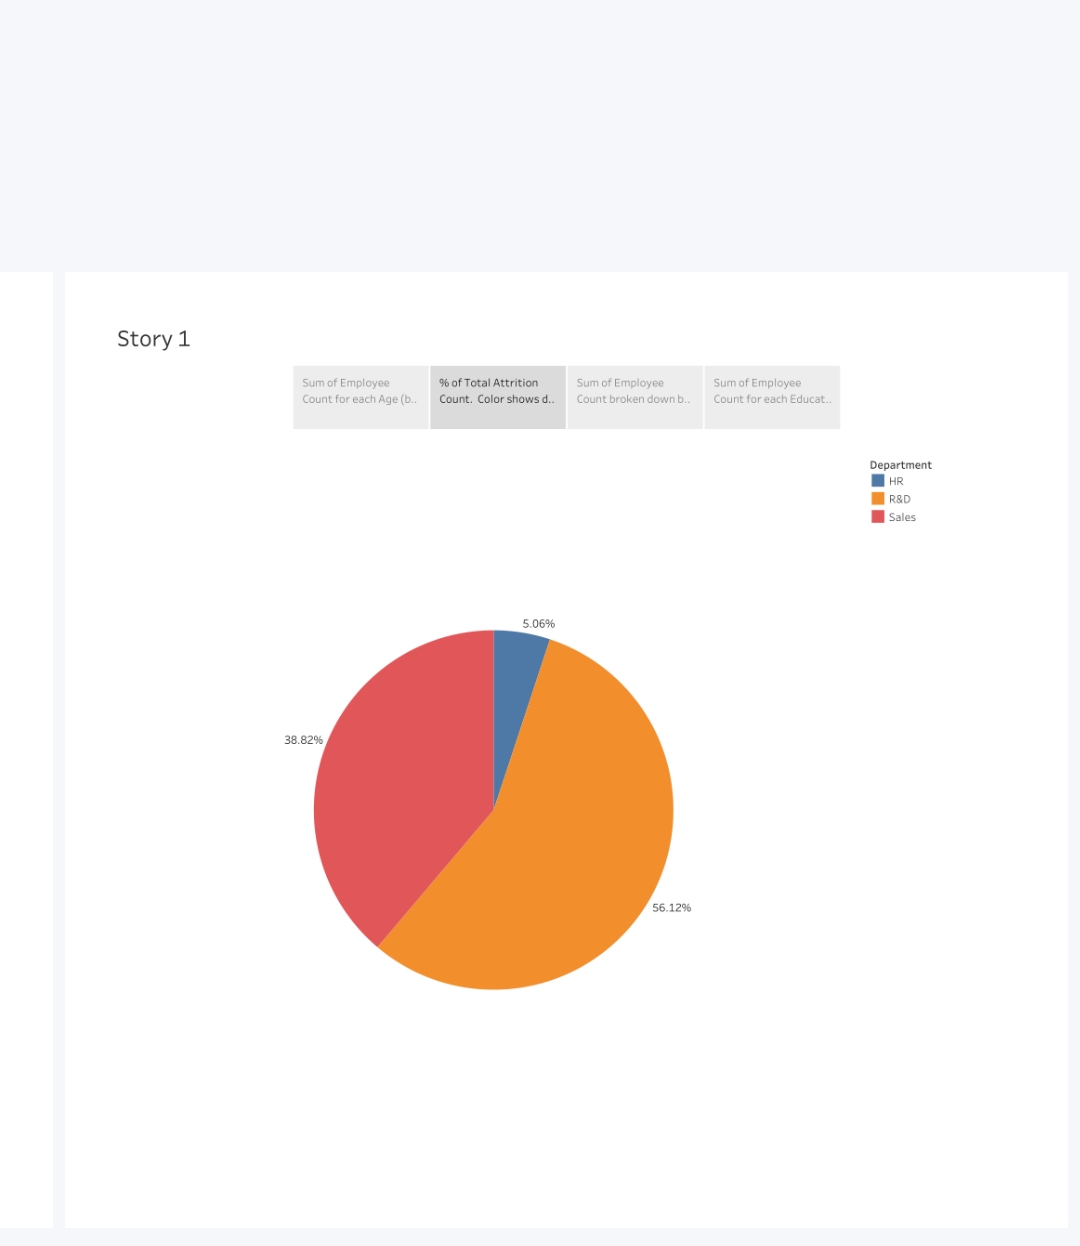 Story 1
Sum of Employee
Count for each Age (b..
% of Total Attrition
Count.  Color shows d..
Sum of Employee
Count broken down b..
Sum of Employee
Count for each Educat..
Department
HR
R&D
Sales
5.06%
38.82%
56.12%